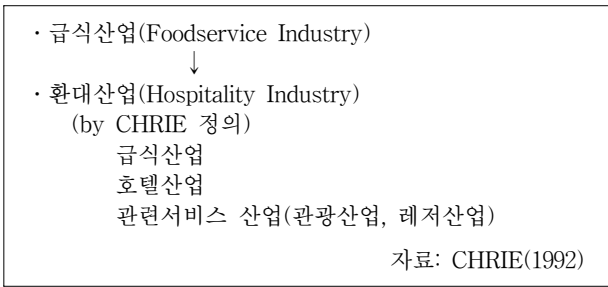 · 급식산업(Foodservice Industry)
↓
· 환대산업(Hospitality Industry)
(by CHRIE 정의)
급식산업
호텔산업
관련서비스 산업(관광산업, 레저산업)
자료: CHRIE(1992)